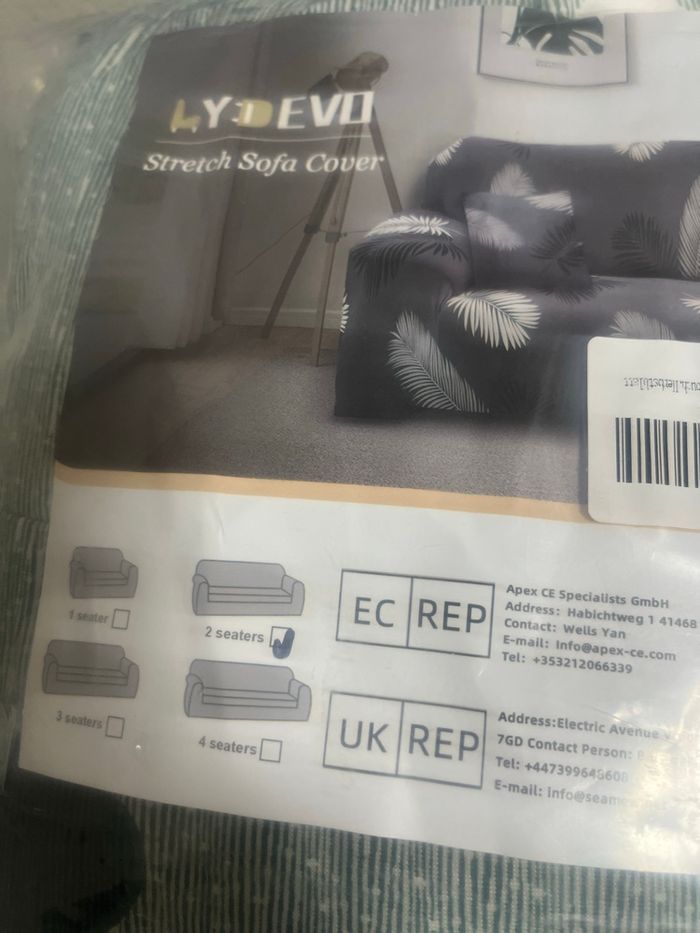 LYDEVO
Stretch Sofa Cover
1 seater
2 seaters
3 seaters
4 seaters
EC REP
Apex CE Specialists GmbH
Address: Habichtweg 1 41468
Contact: Wells Yan
E-mail: Info@apex-ce.com
Tel: +353212066339
UK REP
Address:Electric Avenue
7GD Contact Person:
Tel: +447399648608
E-mail: